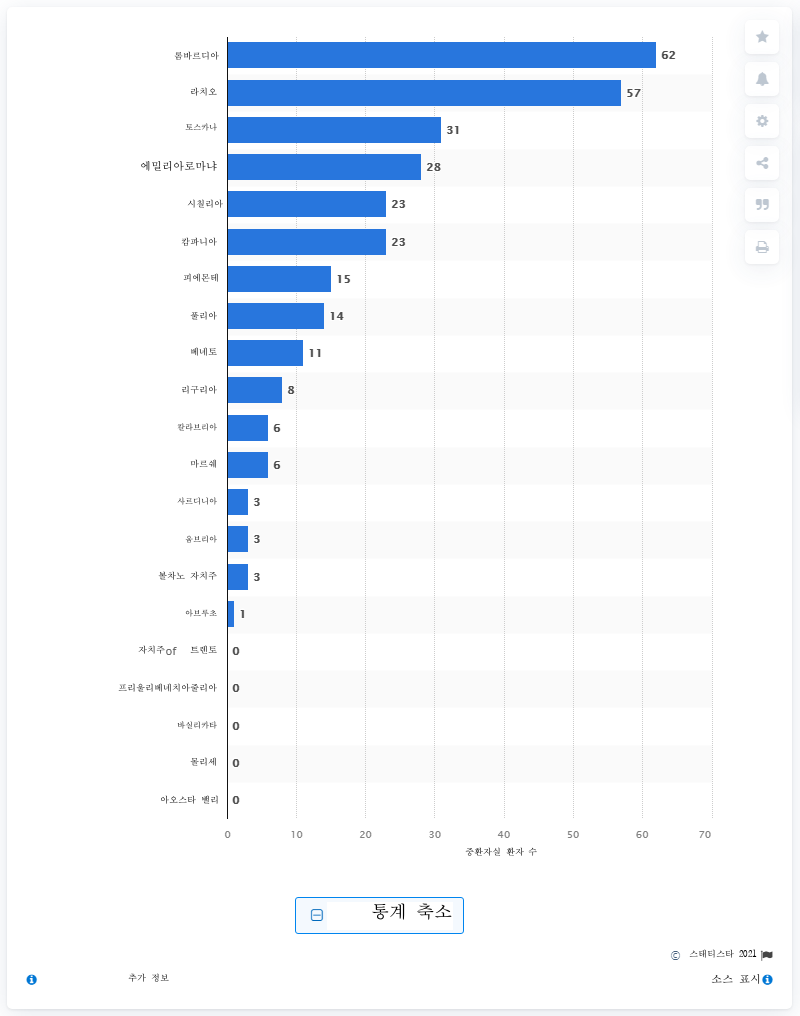 롬바르디아 62
라치오 57
토스카나 31
에밀리아로마냐 28
시칠리아 23
캄파니아 23
피에몬테 15
풀리아 14
베네토 11
리구리아 8
칼라브리아 6
마르쉐 6
사르디니아 3
움브리아 3
볼차노 자치주 3
아브루초 1
자치주of 트렌토 0
프리울리베네치아줄리아 0
바실리카타 0
몰리세 0
아오스타 밸리 0
0 10 20 30 40 50 60 70
중환자실 환자 수
통계 축소
© 스태티스타 2021
추가 정보
소스 표시